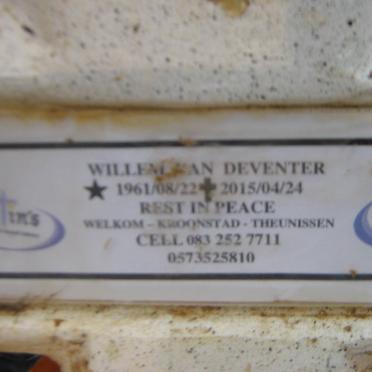 WILLEM VAN DEVENTER
1961/08/22 2015/04/24
REST IN PEACE
WELKOM - KROONSTAD - THEUNISSEN
CELL 083 252 7711
0573525810